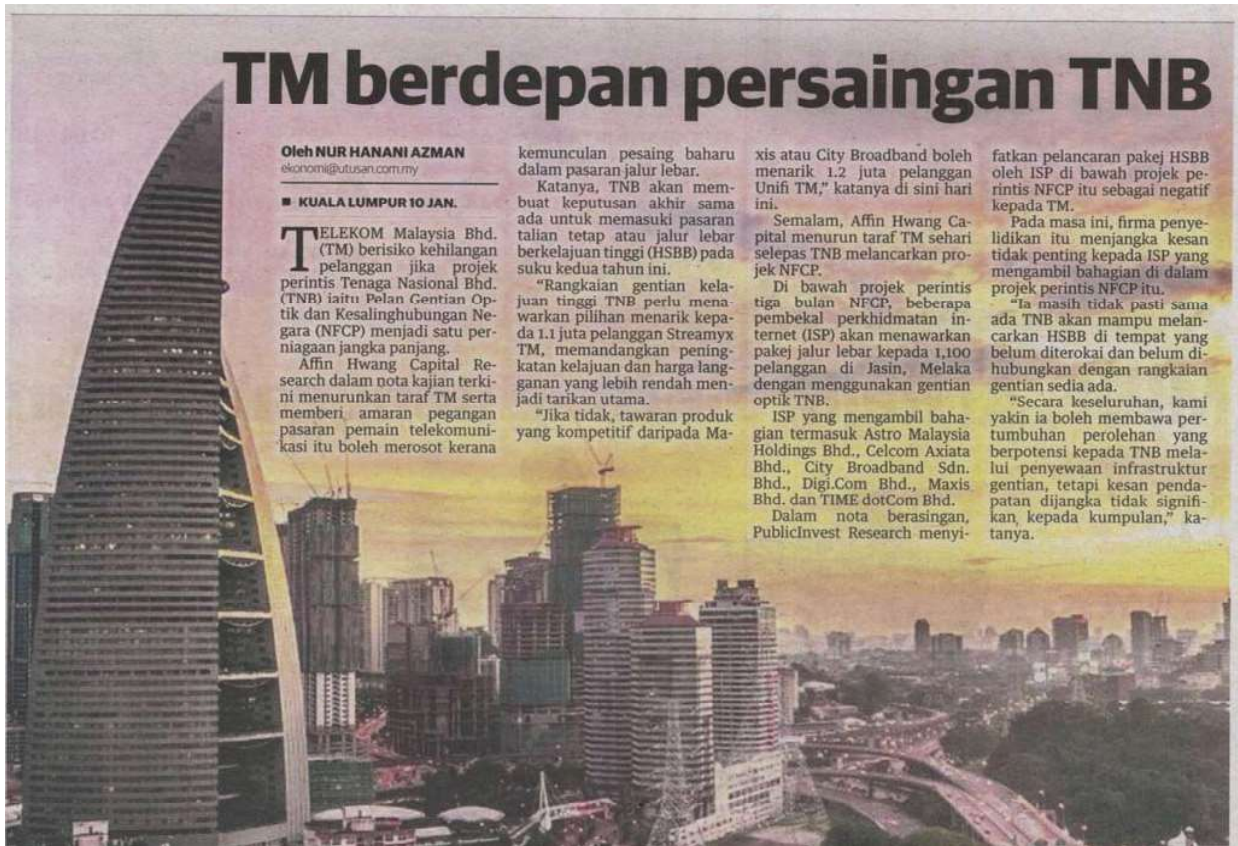 TM berdepan persaingan TNB
Oleh NUR HANANI AZMAN
ekonomi@utusan.com.my
■ KUALA LUMPUR 10 JAN.
TELEKOM Malaysia Bhd.
(TM) berisiko kehilangan
pelanggan jika projek
perintis Tenaga Nasional Bhd.
(TNB) iaitu Pelan Gentian Op-
tik dan Kesalinghubungan Ne-
gara (NFCP) menjadi satu per-
niagaan jangka panjang.
Affin Hwang Capital Re-
search dalam nota kajian terki-
ni menurunkan taraf TM serta
memberi amaran pegangan
pasaran pemain telekomuni-
kasi itu boleh merosot kerana
kemunculan pesaing baharu
dalam pasaran jalur lebar.
Katanya, TNB akan mem-
buat keputusan akhir sama
ada untuk memasuki pasaran
talian tetap atau jalur lebar
berkelajuan tinggi (HSBB) pada
suku kedua tahun ini.
“Rangkaian gentian kela-
juan tinggi TNB perlu mena-
warkan pilihan menarik kepa-
da 1.1 juta pelanggan Streamyx
TM, memandangkan pening-
katan kelajuan dan harga lang-
ganan yang lebih rendah men-
jadi tarikan utama.
“Jika tidak, tawaran produk
yang kompetitif daripada Ma-
xis atau City Broadband boleh
menarik 1.2 juta pelanggan
Unifi TM,” katanya di sini hari
ini.
Semalam, Affin Hwang Ca-
pital menurun taraf TM sehari
selepas TNB melancarkan pro-
jek NFCP.
Di bawah projek perintis
tiga bulan NFCP, beberapa
pembekal perkhidmatan in-
ternet (ISP) akan menawarkan
pakej jalur lebar kepada 1,100
pelanggan di Jasin, Melaka
dengan menggunakan gentian
optik TNB.
ISP yang mengambil baha-
gian termasuk Astro Malaysia
Holdings Bhd., Celcom Axiata
Bhd., City Broadband Sdn.
Bhd., Digi.Com Bhd., Maxis
Bhd. dan TIME dotCom Bhd.
Dalam nota berasingan,
PublicInvest Research menyi-
fatkan pelancaran pakej HSBB
oleh ISP di bawah projek pe-
rintis NFCP itu sebagai negatif
kepada TM.
Pada masa ini, firma penye-
lidikan itu menjangka kesan
tidak penting kepada ISP yang
mengambil bahagian di dalam
projek perintis NFCP itu.
“Ia masih tidak pasti sama
ada TNB akan mampu melan-
carkan HSBB di tempat yang
belum diterokai dan belum di-
hubungkan dengan rangkaian
gentian sedia ada.
“Secara keseluruhan, kami
yakin ia boleh membawa per-
tumbuhan perolehan yang
berpotensi kepada TNB mela-
lui penyewaan infrastruktur
gentian, tetapi kesan penda-
patan dijangka tidak signifi-
kan kepada kumpulan,” ka-
tanya.